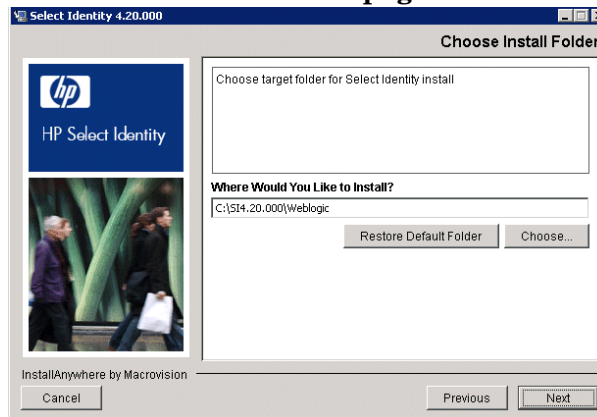 Select Identity 4.20.000
Choose Install Folder
hp
HP Select Identity
Choose target folder for Select Identity install
Where Would You Like to Install?
C:\SI4.20.000\Weblogic
Restore Default Folder Choose...
InstallAnywhere by Macrovision
Cancel Previous Next